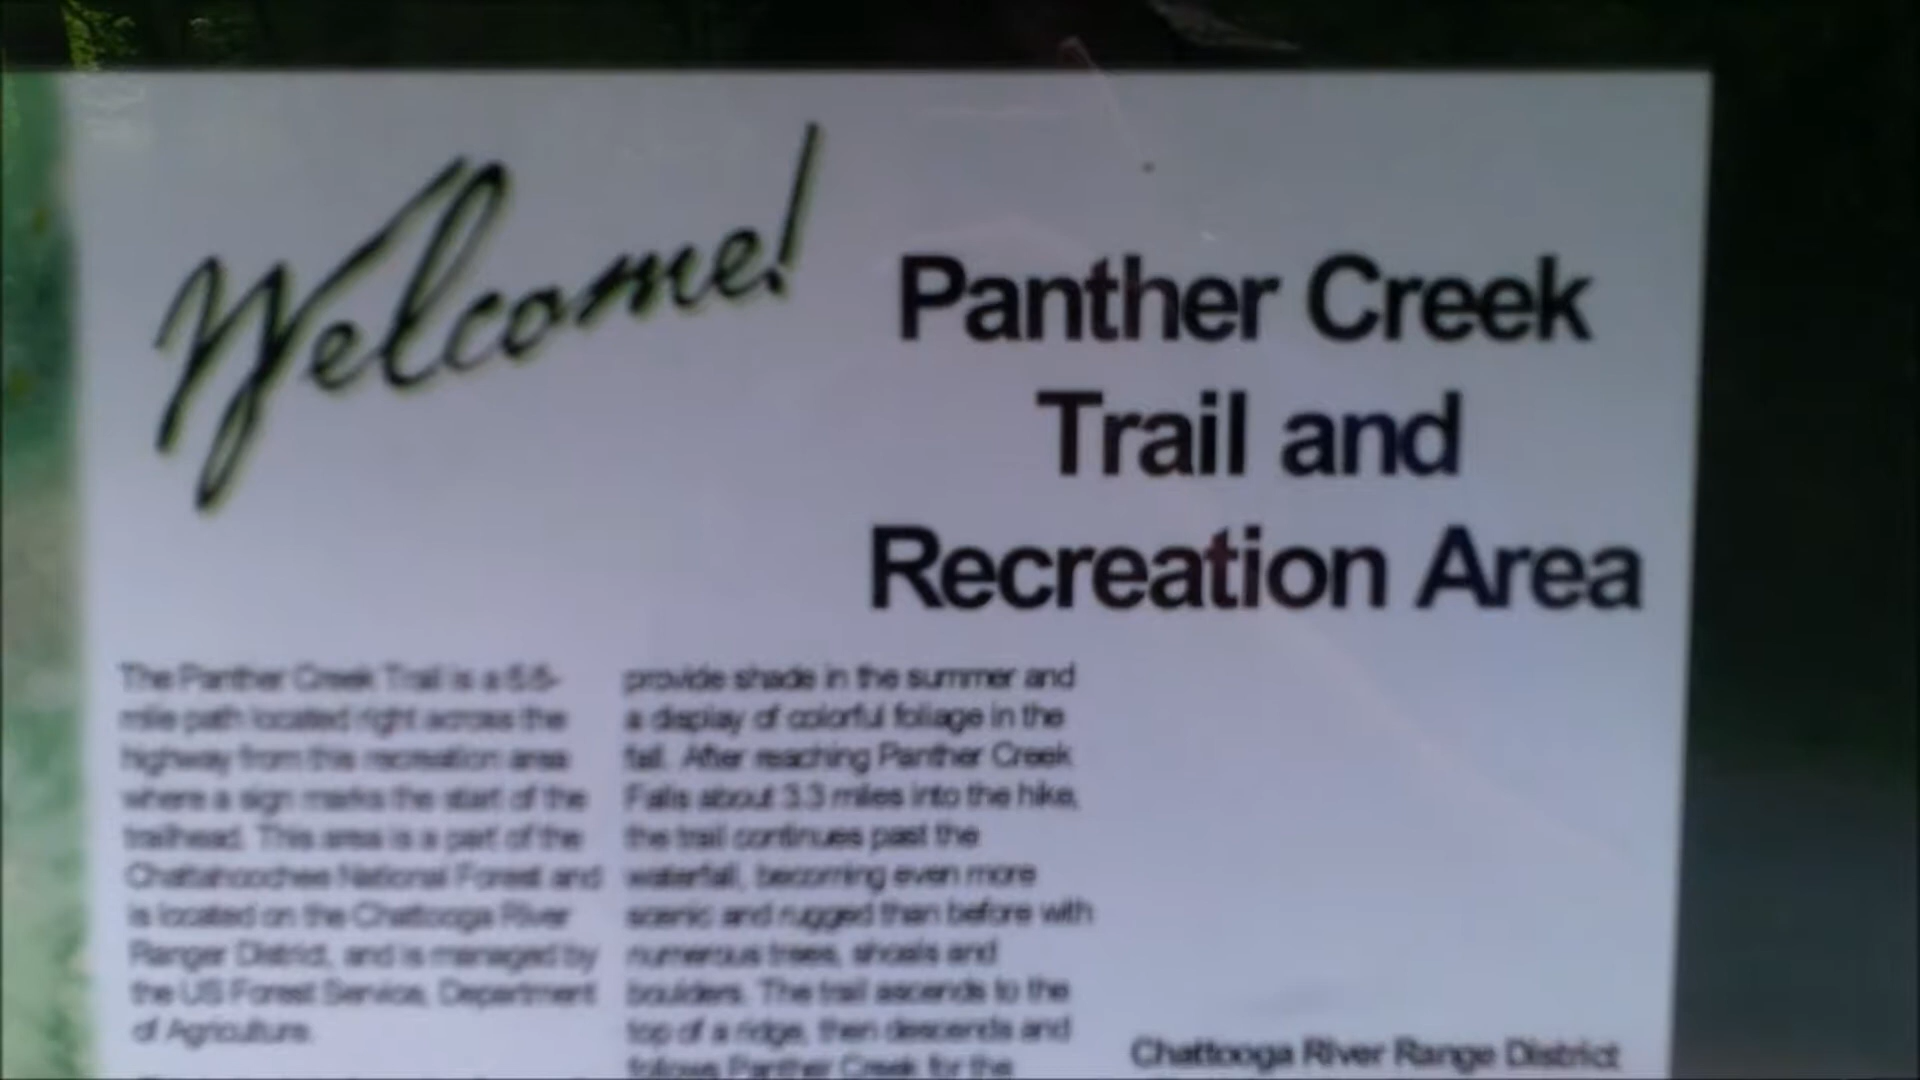 Welcome!
Panther Creek
Trail and
Recreation Area
The Panther Creek Trail is a 5.5-
mile path located right across the
highway from this recreation area
where a sign marks the start of the
trailhead. This area is a part of the
Chattahoochee National Forest and
is located on the Chattooga River
Ranger District, and is managed by
the US Forest Service, Department
of Agriculture.
provide shade in the summer and
a display of colorful foliage in the
fall. After reaching Panther Creek
Falls about 3.3 miles into the hike,
the trail continues past the
waterfall, becoming even more
scenic and rugged than before with
numerous trees, shoals and
boulders. The trail ascends to the
top of a ridge, then descends and
follows Panther Creek for the
Chattooga River Range District